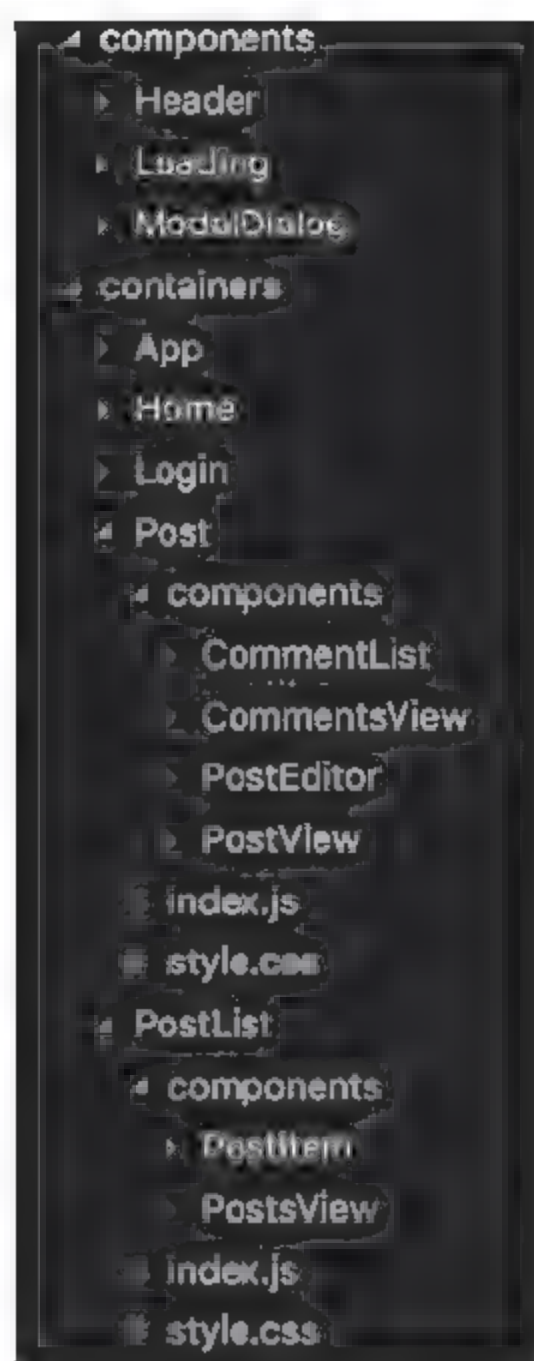 components
Header
Loading
ModalDialog
containers
App
Home
Login
Post
components
CommentList
CommentsView
PostEditor
PostView
index.js
style.css
PostList
components
PostItem
PostsView
index.js
style.css